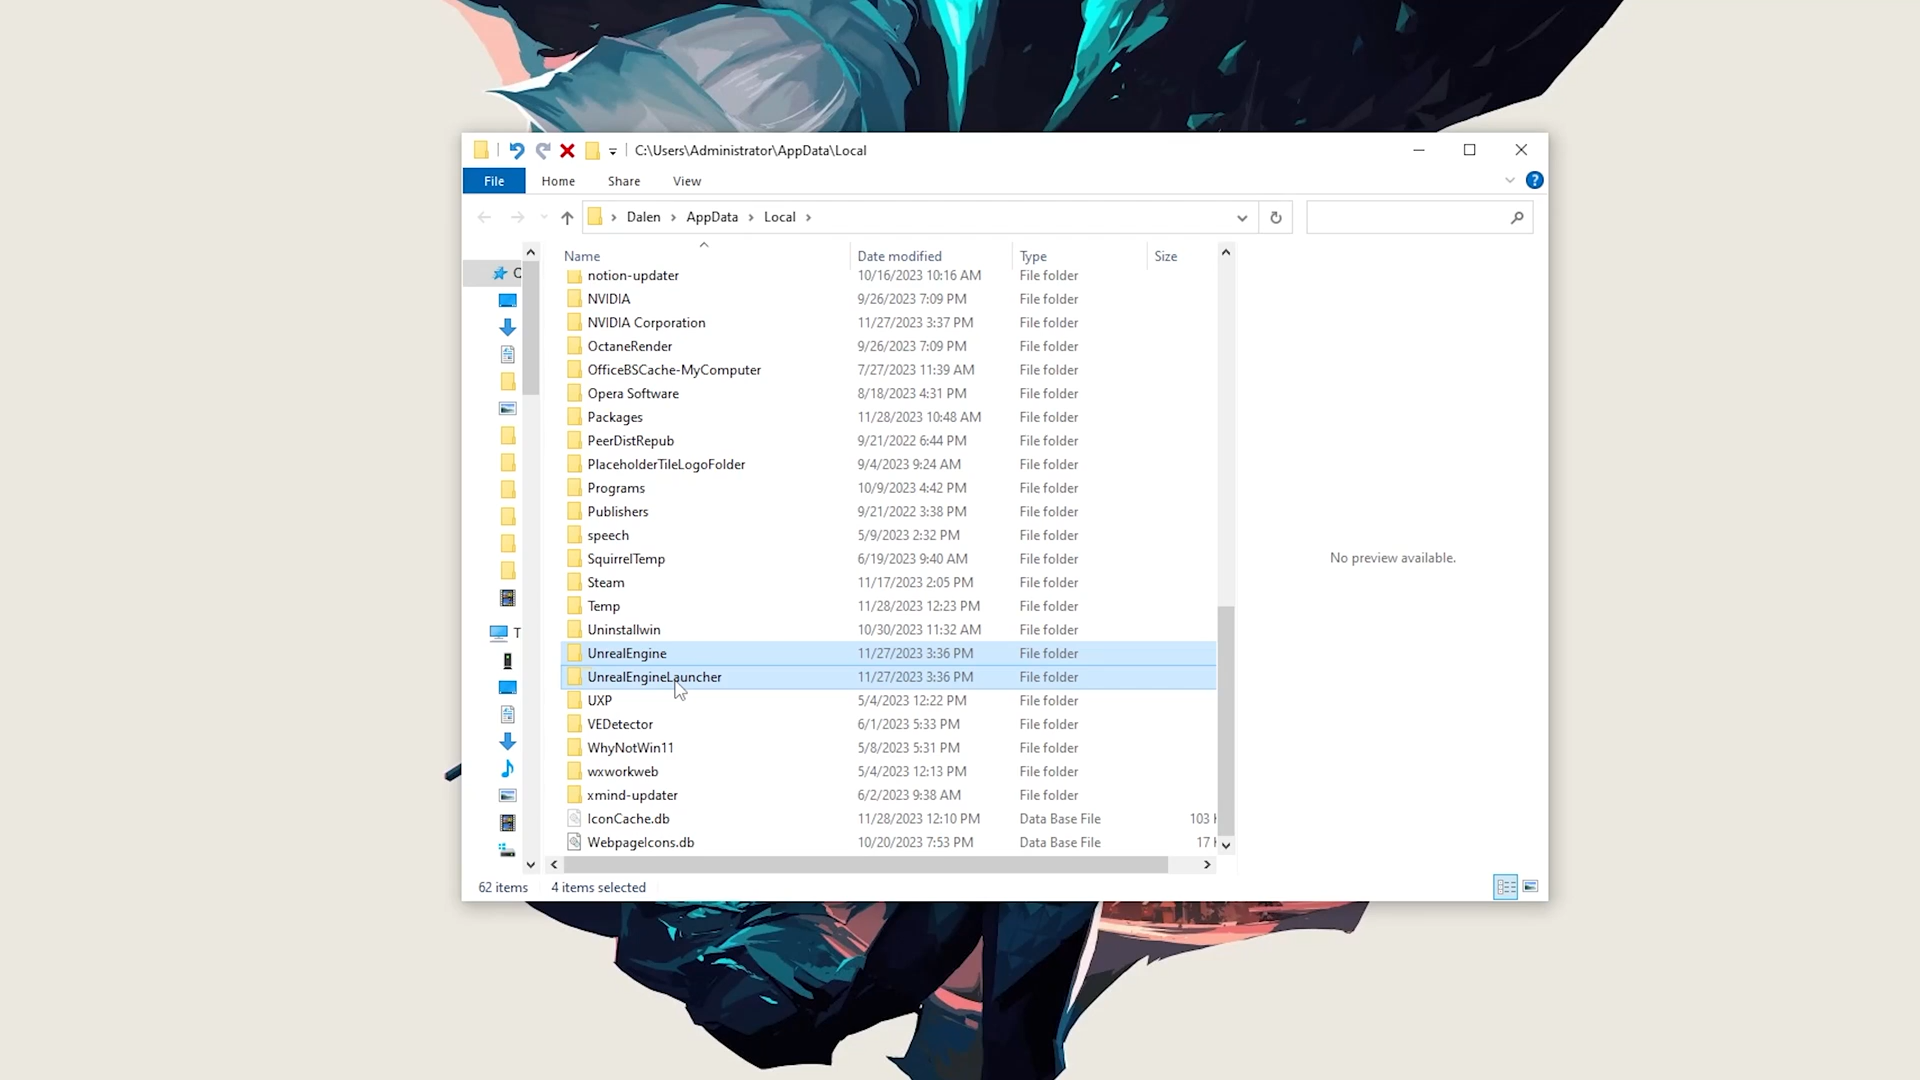 C:\Users\Administrator\AppData\Local
File Home Share View
Dalen AppData Local
Name Date modified Type Size
notion-updater 10/16/2023 10:16 AM File folder
NVIDIA 9/26/2023 7:09 PM File folder
NVIDIA Corporation 11/27/2023 3:37 PM File folder
OctaneRender 9/26/2023 7:09 PM File folder
OfficeBSCache-MyComputer 7/27/2023 11:39 AM File folder
Opera Software 8/18/2023 4:31 PM File folder
Packages 11/28/2023 10:48 AM File folder
PeerDistRepub 9/21/2022 6:44 PM File folder
PlaceholderTileLogoFolder 9/4/2023 9:24 AM File folder
Programs 10/9/2023 4:42 PM File folder
Publishers 9/21/2022 3:38 PM File folder
speech 5/9/2023 2:32 PM File folder
SquirrelTemp 6/19/2023 9:40 AM File folder
Steam 11/17/2023 2:05 PM File folder
Temp 11/28/2023 12:23 PM File folder
Uninstallwin 10/30/2023 11:32 AM File folder
UnrealEngine 11/27/2023 3:36 PM File folder
UnrealEngineLauncher 11/27/2023 3:36 PM File folder
UXP 5/4/2023 12:22 PM File folder
VEDetector 6/1/2023 5:33 PM File folder
WhyNotWin11 5/8/2023 5:31 PM File folder
wxworkweb 5/4/2023 12:13 PM File folder
xmind-updater 6/2/2023 9:38 AM File folder
IconCache.db 11/28/2023 12:10 PM Data Base File 103
WebpageIcons.db 10/20/2023 7:53 PM Data Base File 17
No preview available.
62 items 4 items selected